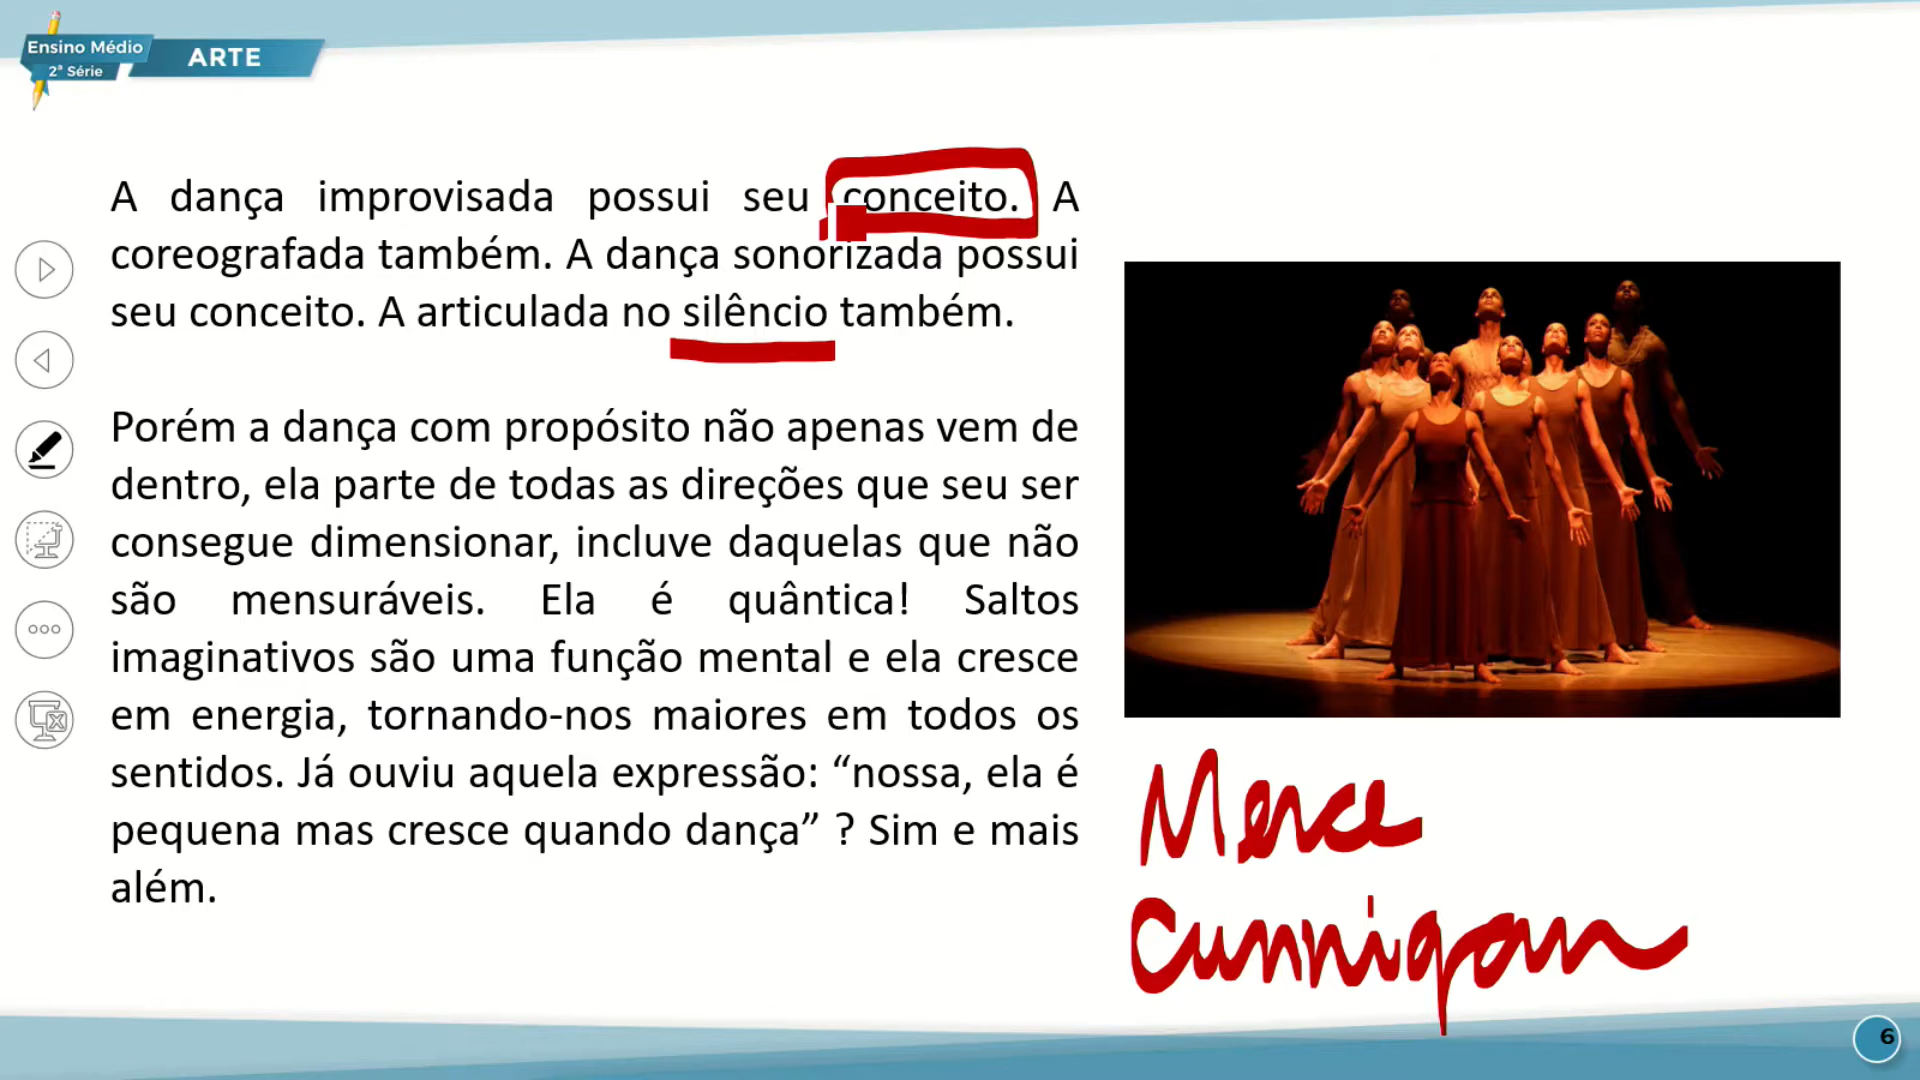 Ensino Médio
2ª Série
ARTE
A dança improvisada possui seu conceito. A
coreografada também. A dança sonorizada possui
seu conceito. A articulada no silêncio também.
Porém a dança com propósito não apenas vem de
dentro, ela parte de todas as direções que seu ser
consegue dimensionar, incluve daquelas que não
são mensuráveis. Ela é quântica! Saltos
imaginativos são uma função mental e ela cresce
em energia, tornando-nos maiores em todos os
sentidos. Já ouviu aquela expressão: “nossa, ela é
pequena mas cresce quando dança” ? Sim e mais
além.
Merce
Cunnigan
6